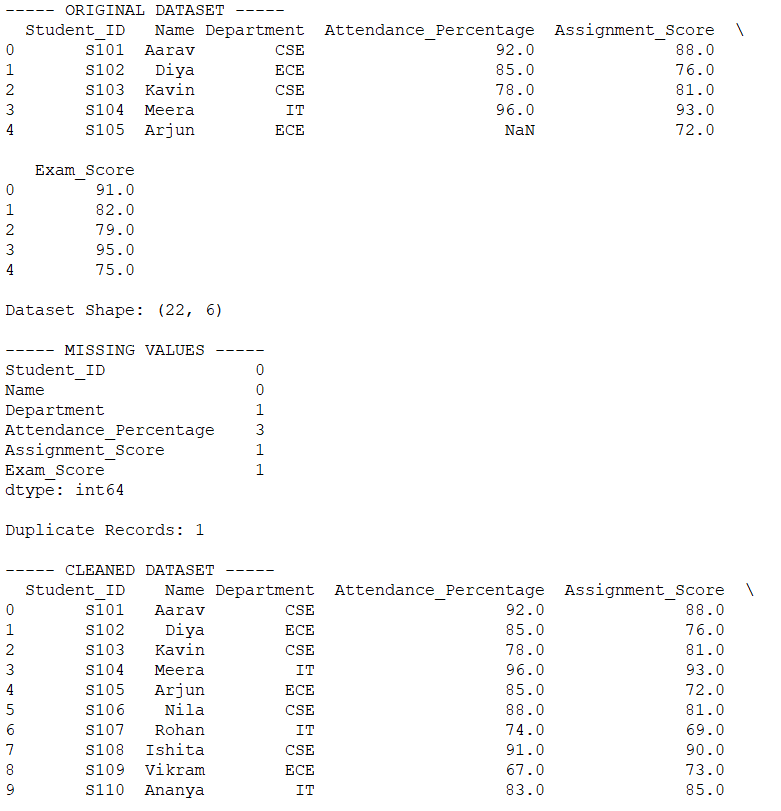 ----- ORIGINAL DATASET -----
  Student_ID   Name Department  Attendance_Percentage  Assignment_Score  \
0       S101  Aarav        CSE                   92.0              88.0
1       S102   Diya        ECE                   85.0              76.0
2       S103  Kavin        CSE                   78.0              81.0
3       S104  Meera         IT                   96.0              93.0
4       S105  Arjun        ECE                    NaN              72.0
   Exam_Score
0        91.0
1        82.0
2        79.0
3        95.0
4        75.0
Dataset Shape: (22, 6)
----- MISSING VALUES -----
Student_ID               0
Name                     0
Department               1
Attendance_Percentage    3
Assignment_Score         1
Exam_Score               1
dtype: int64
Duplicate Records: 1
----- CLEANED DATASET -----
  Student_ID    Name Department  Attendance_Percentage  Assignment_Score  \
0       S101   Aarav        CSE                   92.0              88.0
1       S102    Diya        ECE                   85.0              76.0
2       S103   Kavin        CSE                   78.0              81.0
3       S104   Meera         IT                   96.0              93.0
4       S105   Arjun        ECE                   85.0              72.0
5       S106    Nila        CSE                   88.0              81.0
6       S107   Rohan         IT                   74.0              69.0
7       S108  Ishita        CSE                   91.0              90.0
8       S109  Vikram        ECE                   67.0              73.0
9       S110  Ananya         IT                   83.0              85.0